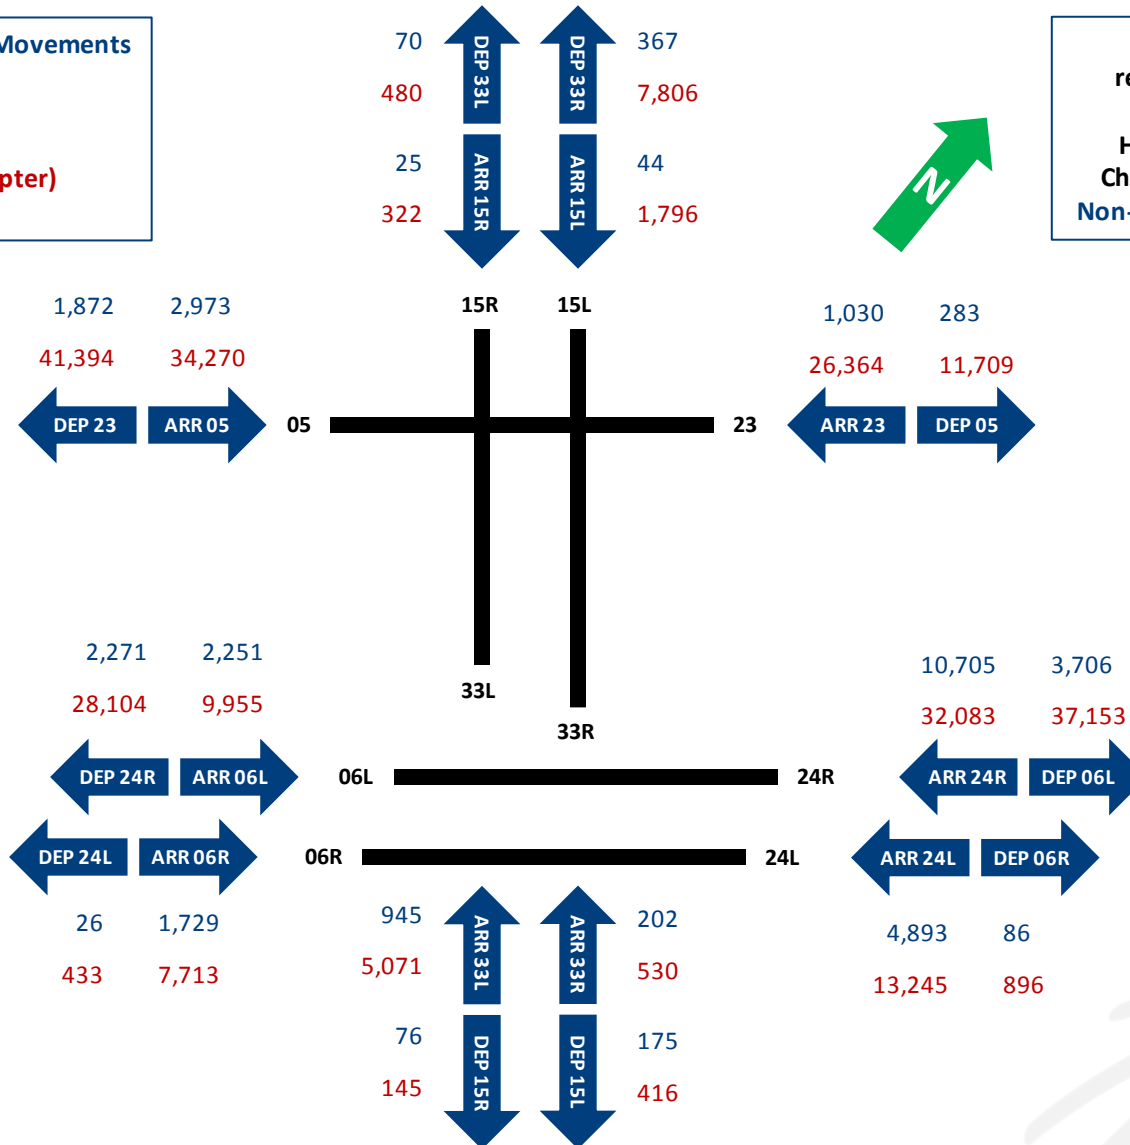 Movements
pter)
70
480
25
322
DEP 33L
ARR 15R
DEP 33R
ARR 15L
367
7,806
44
1,796
N
re
H
Ch
Non-
1,872 2,973
41,394 34,270
DEP 23 ARR 05
05
15R 15L
23
1,030 283
26,364 11,709
ARR 23 DEP 05
33L
33R
2,271 2,251
28,104 9,955
DEP 24R ARR 06L
06L
24R
10,705 3,706
32,083 37,153
ARR 24R DEP 06L
DEP 24L ARR 06R
06R
24L
ARR 24L DEP 06R
26 1,729
433 7,713
4,893 86
13,245 896
945
5,071
76
145
ARR 33L
DEP 15R
ARR 33R
DEP 15L
202
530
175
416